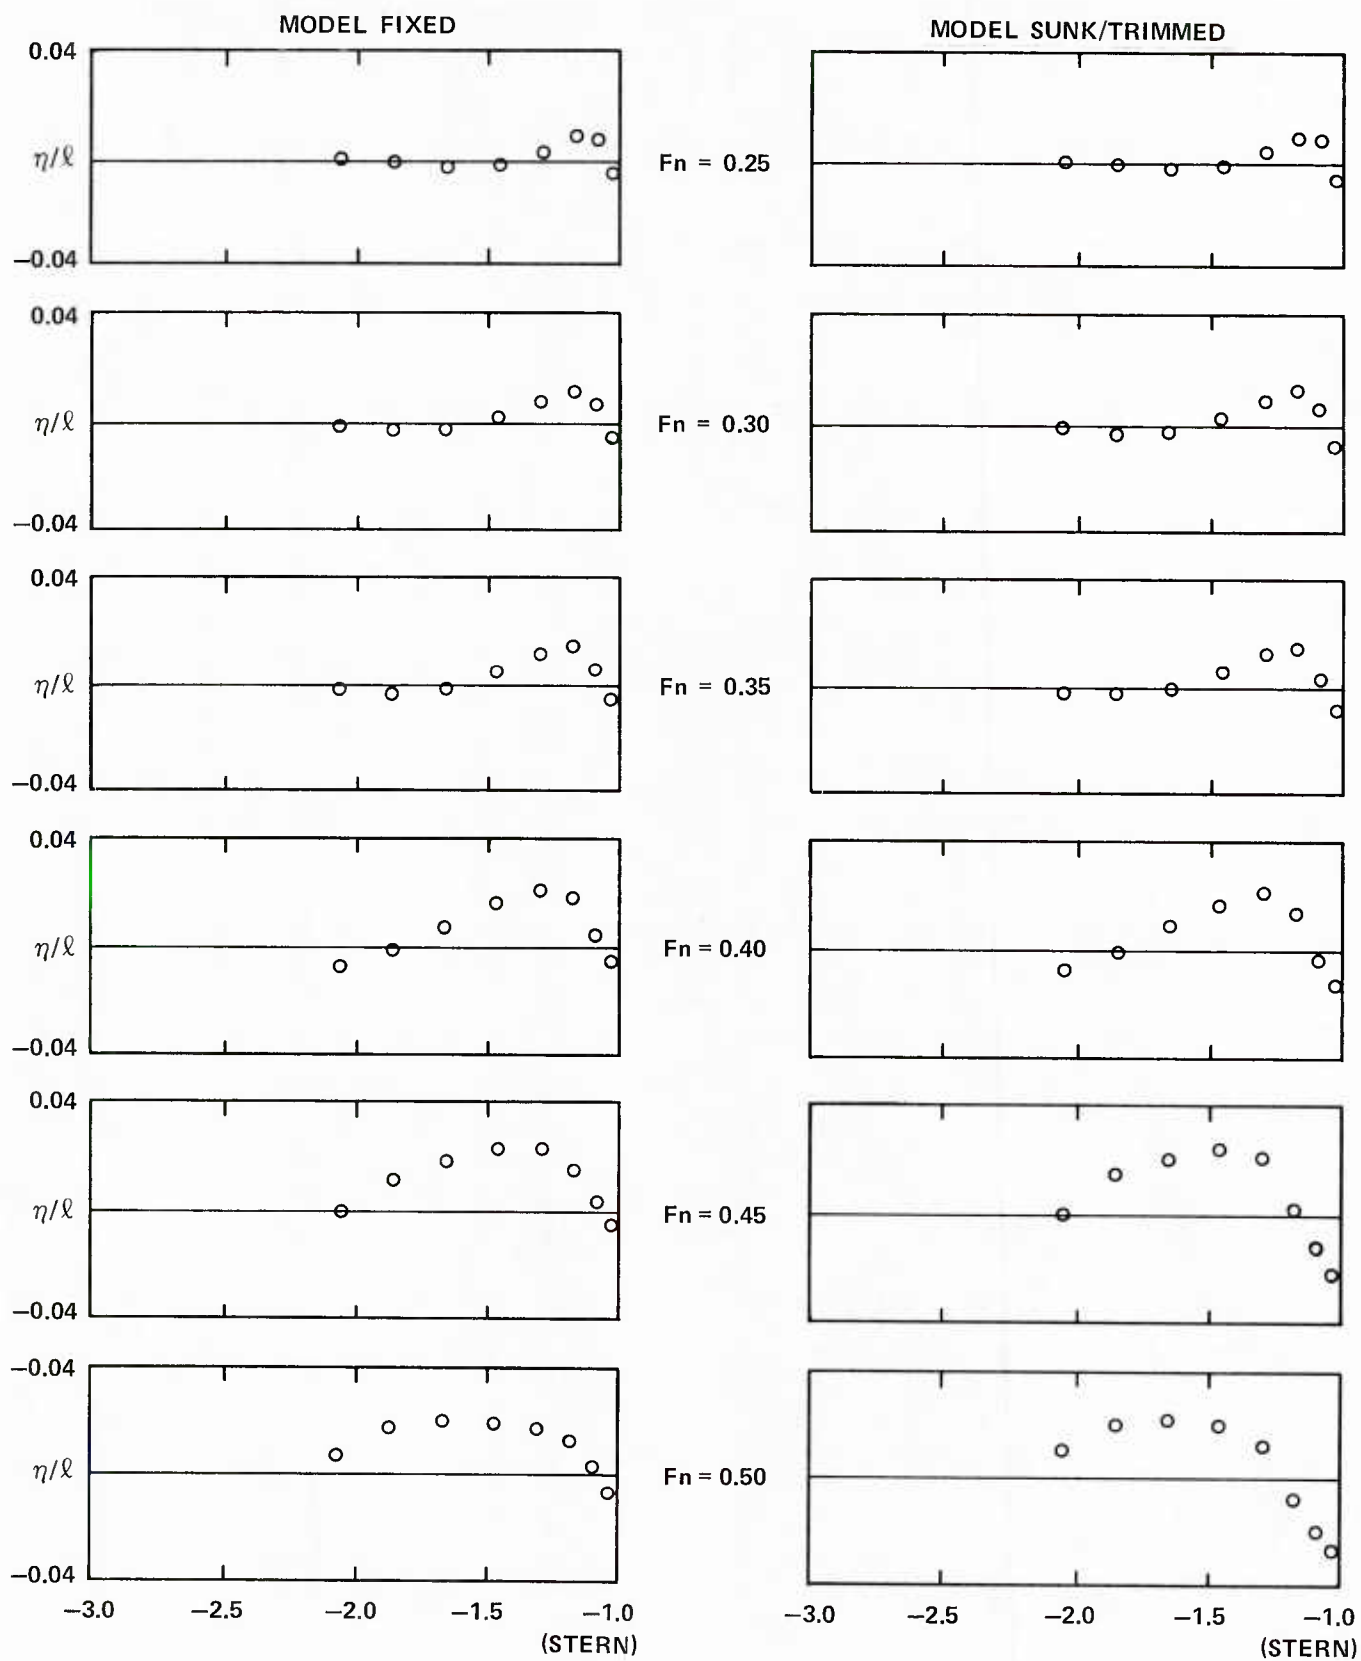 MODEL FIXED
MODEL SUNK/TRIMMED
0.04
η/ℓ
−0.04
Fn = 0.25
0.04
η/ℓ
−0.04
Fn = 0.30
0.04
η/ℓ
−0.04
Fn = 0.35
0.04
η/ℓ
−0.04
Fn = 0.40
0.04
η/ℓ
−0.04
Fn = 0.45
−0.04
η/ℓ
−0.04
Fn = 0.50
−3.0 −2.5 −2.0 −1.5 −1.0
(STERN)
−3.0 −2.5 −2.0 −1.5 −1.0
(STERN)